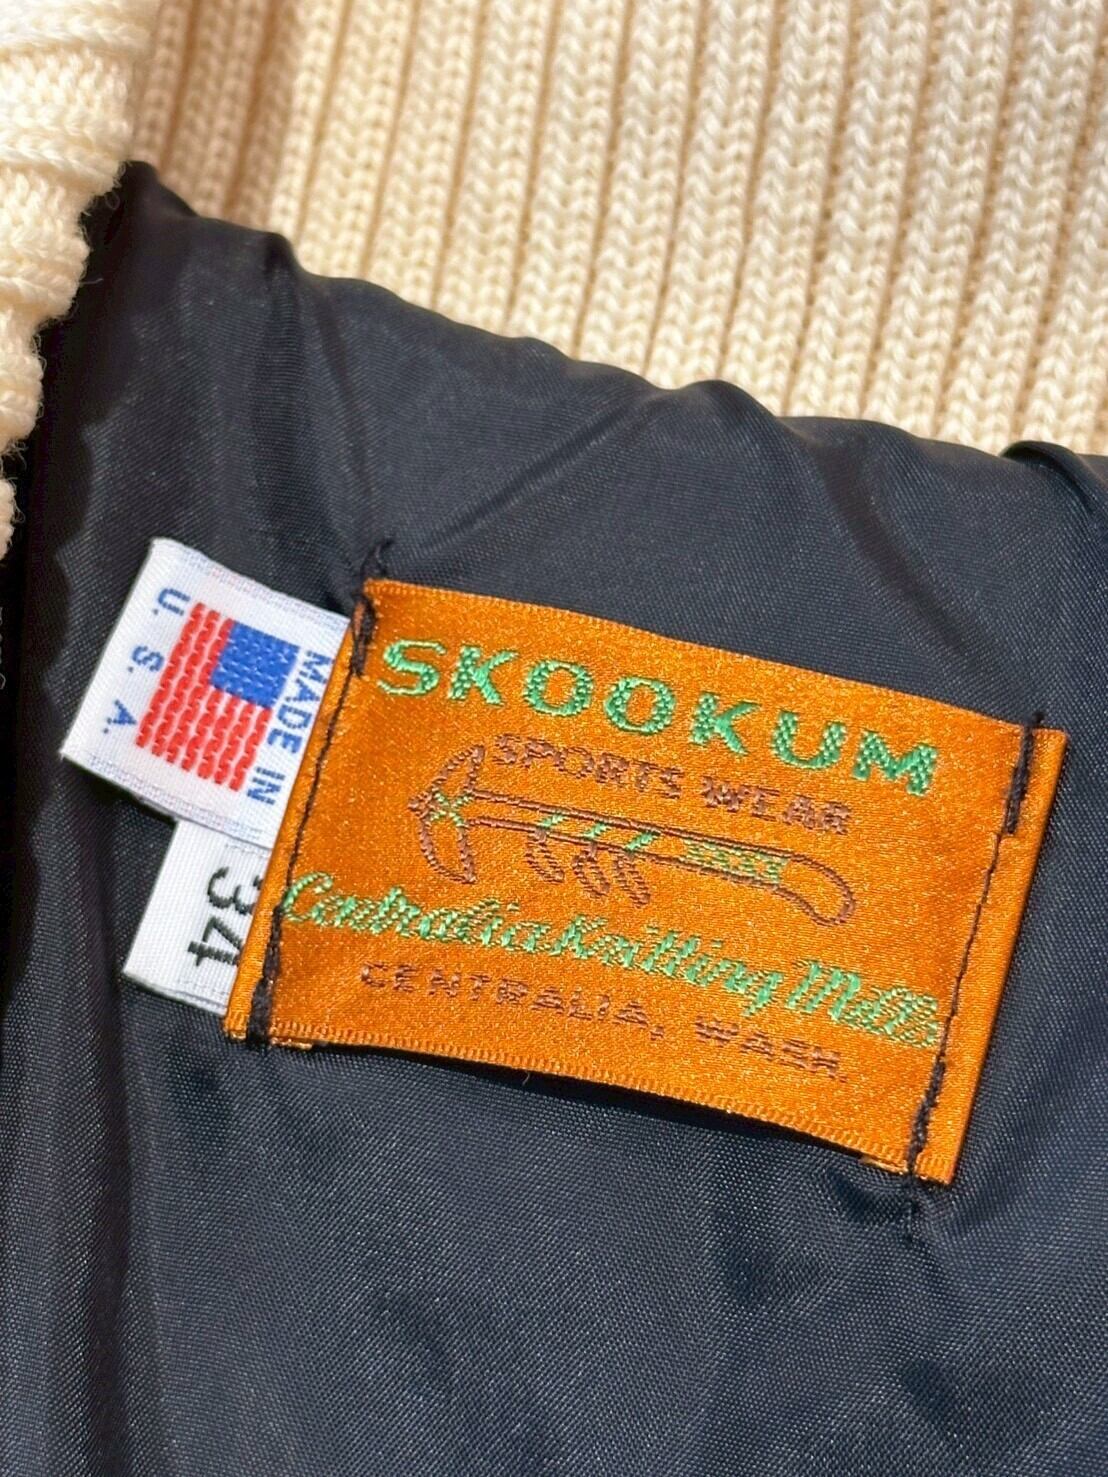 SKOOKUM
SPORTS WEAR
Centralia Knitting Mills
CENTRALIA, WASH.
MADE IN
U.S.A.
34